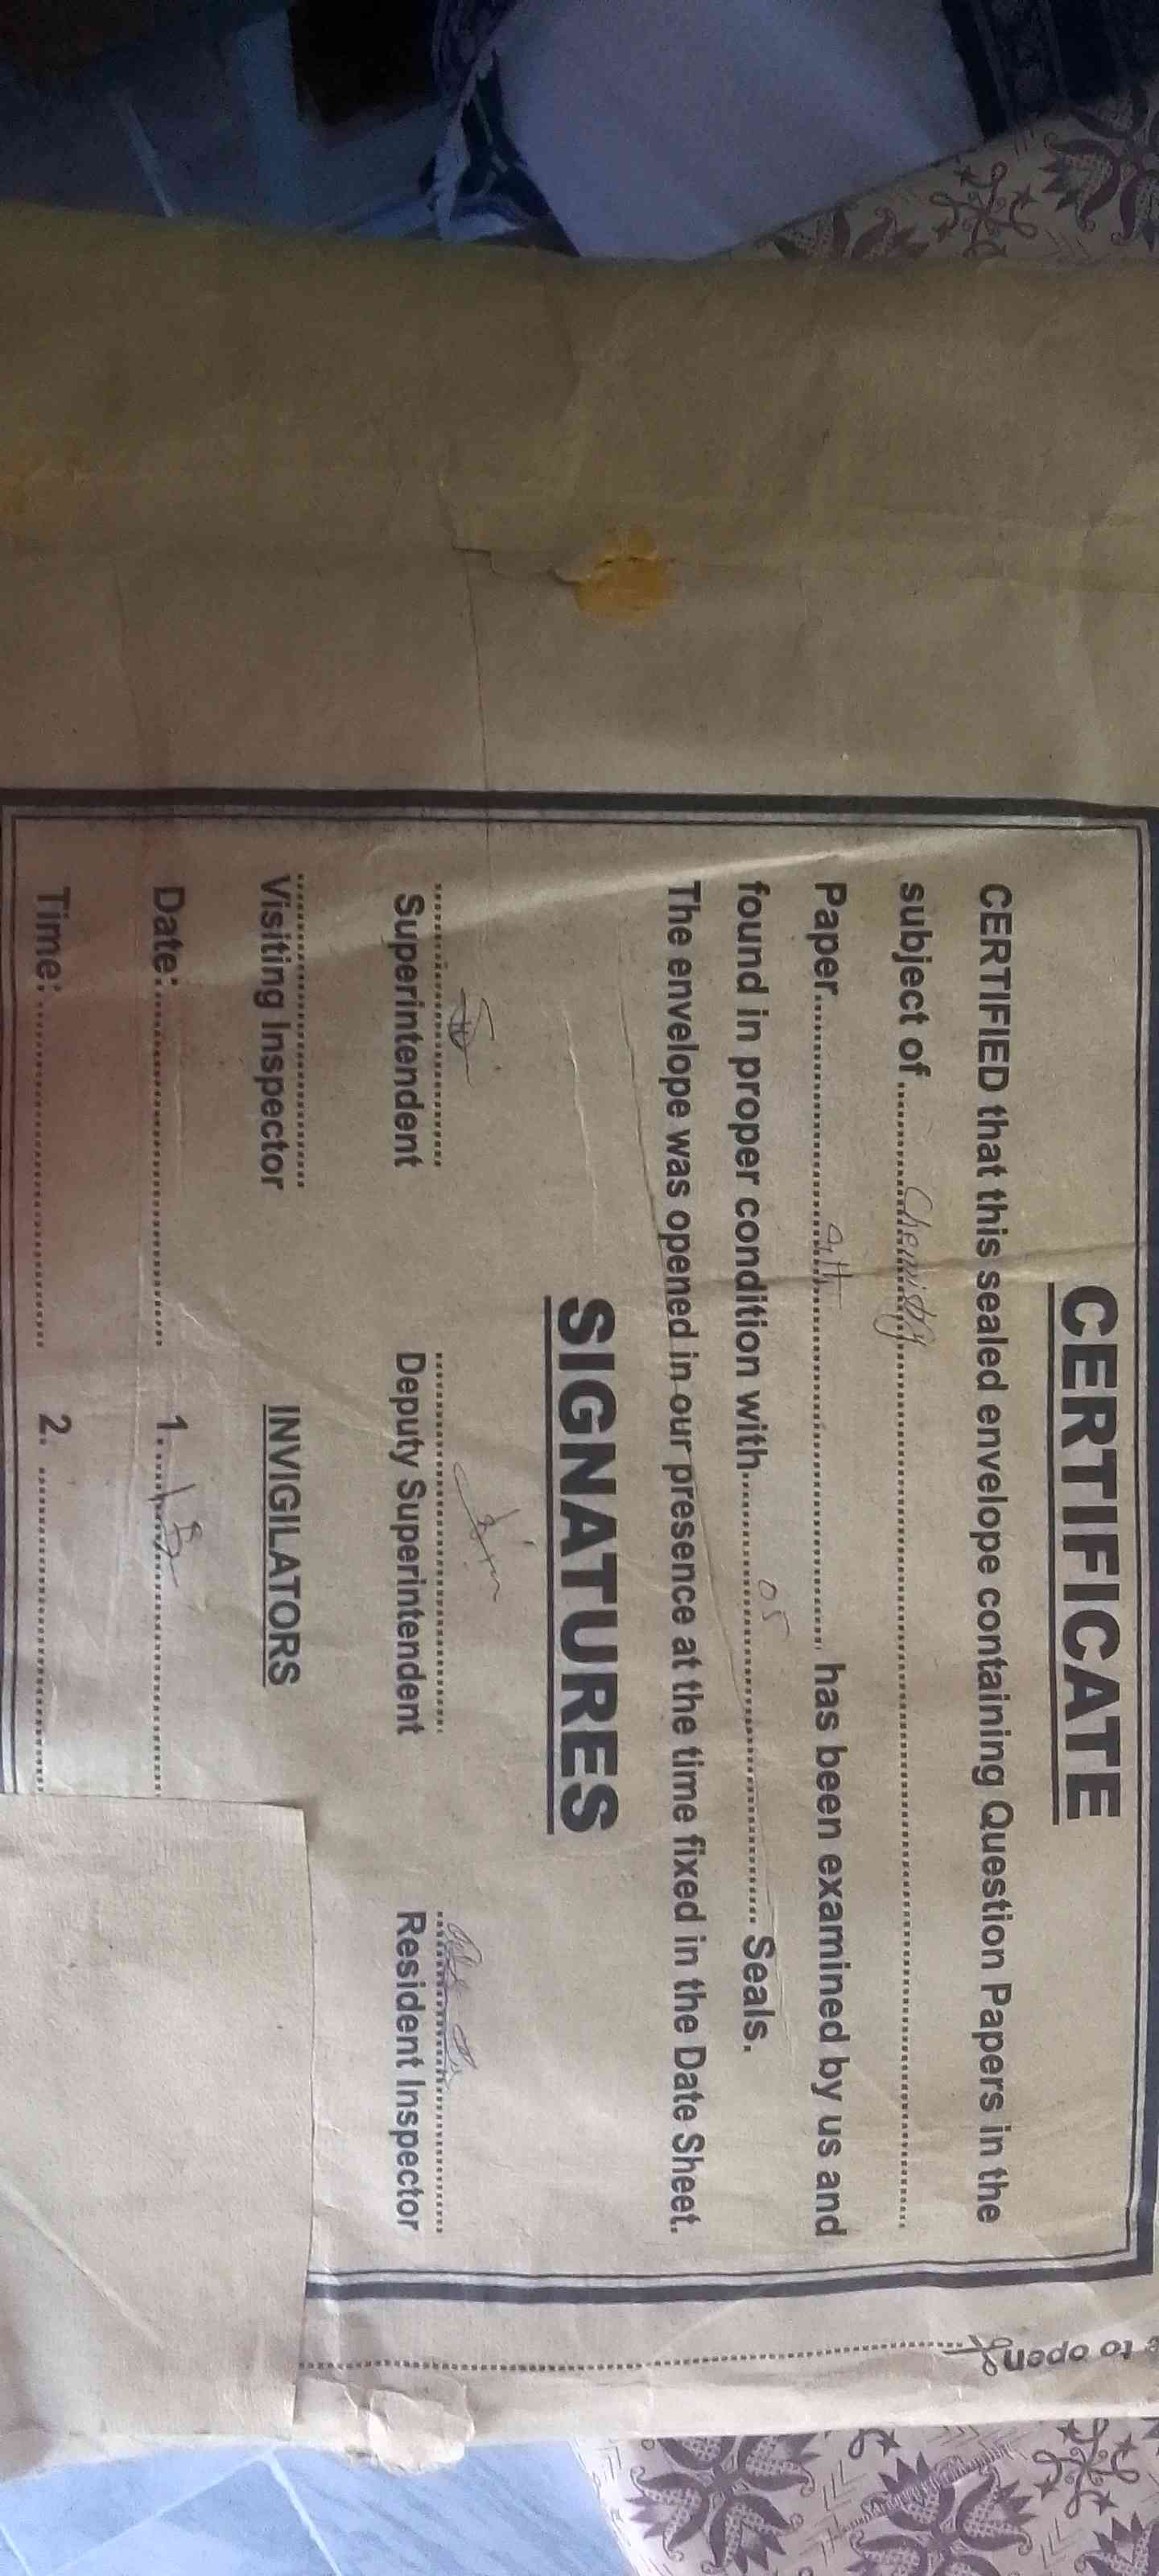 CERTIFICATE
CERTIFIED that this sealed envelope containing Question Papers in the
subject of ........ Chemistry ................................
Paper.............. 9th .............. has been examined by us and
found in proper condition with........ 05 ................ Seals.
The envelope was opened in our presence at the time fixed in the Date Sheet.
SIGNATURES
Superintendent Deputy Superintendent Resident Inspector
Visiting Inspector INVIGILATORS
Date:........................ 1. ........................
Time:........................ 2. ........................
to open